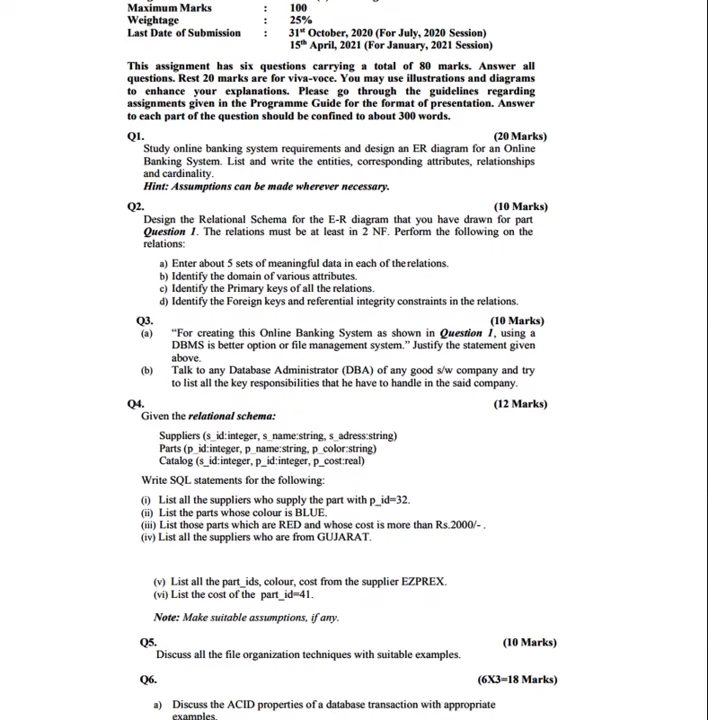 Maximum Marks : 100
Weightage : 25%
Last Date of Submission : 31st October, 2020 (For July, 2020 Session)
15th April, 2021 (For January, 2021 Session)
This assignment has six questions carrying a total of 80 marks. Answer all
questions. Rest 20 marks are for viva-voce. You may use illustrations and diagrams
to enhance your explanations. Please go through the guidelines regarding
assignments given in the Programme Guide for the format of presentation. Answer
to each part of the question should be confined to about 300 words.
Q1. (20 Marks)
Study online banking system requirements and design an ER diagram for an Online
Banking System. List and write the entities, corresponding attributes, relationships
and cardinality.
Hint: Assumptions can be made wherever necessary.
Q2. (10 Marks)
Design the Relational Schema for the E-R diagram that you have drawn for part
Question 1. The relations must be at least in 2 NF. Perform the following on the
relations:
a) Enter about 5 sets of meaningful data in each of therelations.
b) Identify the domain of various attributes.
c) Identify the Primary keys of all the relations.
d) Identify the Foreign keys and referential integrity constraints in the relations.
Q3. (10 Marks)
(a) "For creating this Online Banking System as shown in Question 1, using a
DBMS is better option or file management system." Justify the statement given
above.
(b) Talk to any Database Administrator (DBA) of any good s/w company and try
to list all the key responsibilities that he have to handle in the said company.
Q4. (12 Marks)
Given the relational schema:
Suppliers (s_id:integer, s_name:string, s_adress:string)
Parts (p_id:integer, p_name:string, p_color:string)
Catalog (s_id:integer, p_id:integer, p_cost:real)
Write SQL statements for the following:
(i) List all the suppliers who supply the part with p_id=32.
(ii) List the parts whose colour is BLUE.
(iii) List those parts which are RED and whose cost is more than Rs.2000/- .
(iv) List all the suppliers who are from GUJARAT.
(v) List all the part_ids, colour, cost from the supplier EZPREX.
(vi) List the cost of the part_id=41.
Note: Make suitable assumptions, if any.
Q5. (10 Marks)
Discuss all the file organization techniques with suitable examples.
Q6. (6X3=18 Marks)
a) Discuss the ACID properties of a database transaction with appropriate
examples.